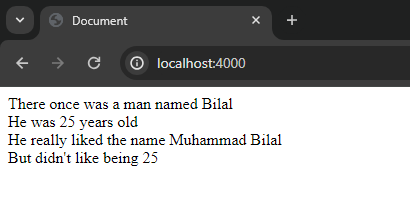 Document
localhost:4000
There once was a man named Bilal
He was 25 years old
He really liked the name Muhammad Bilal
But didn't like being 25